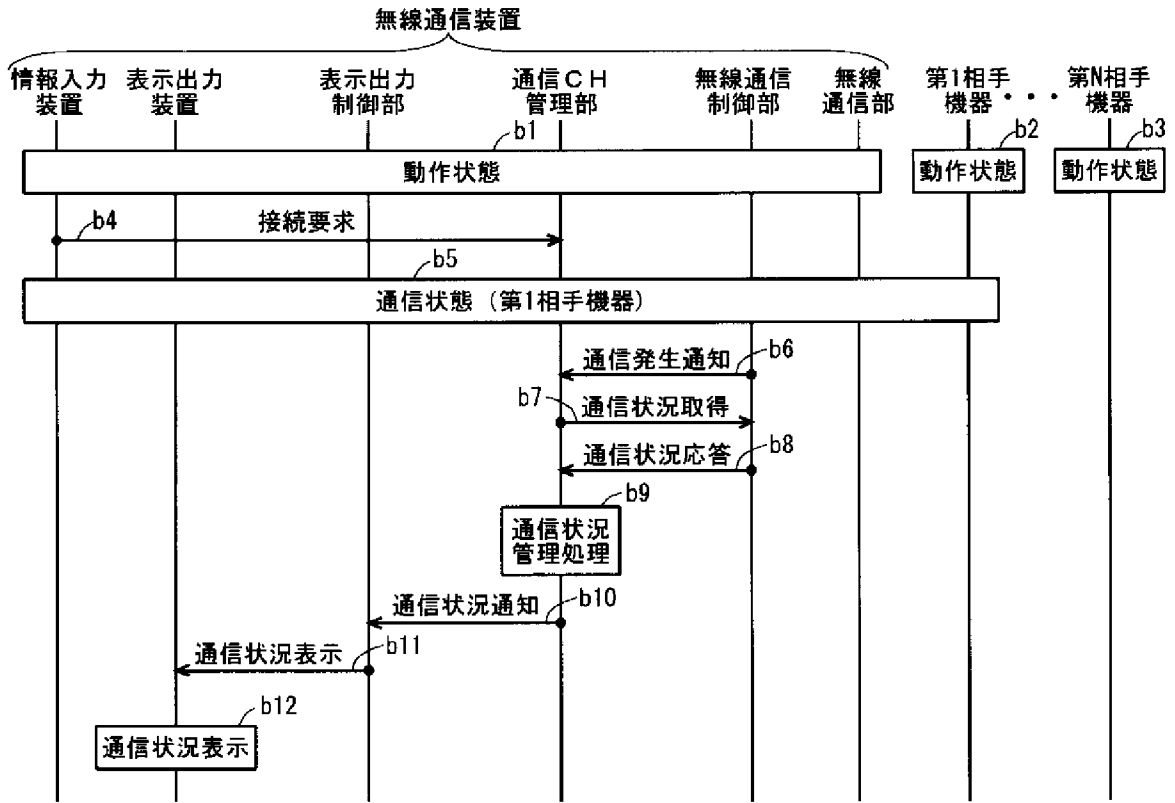 無線通信装置
情報入力
装置
表示出力
装置
表示出力
制御部
通信CH
管理部
無線通信
制御部
無線
通信部
第1相手
機器
・・・
第N相手
機器
b1
b2
b3
動作状態
動作状態
動作状態
b4
接続要求
b5
通信状態(第1相手機器)
通信発生通知
b6
b7
通信状況取得
通信状況応答
b8
b9
通信状況
管理処理
通信状況通知
b10
通信状況表示
b11
b12
通信状況表示